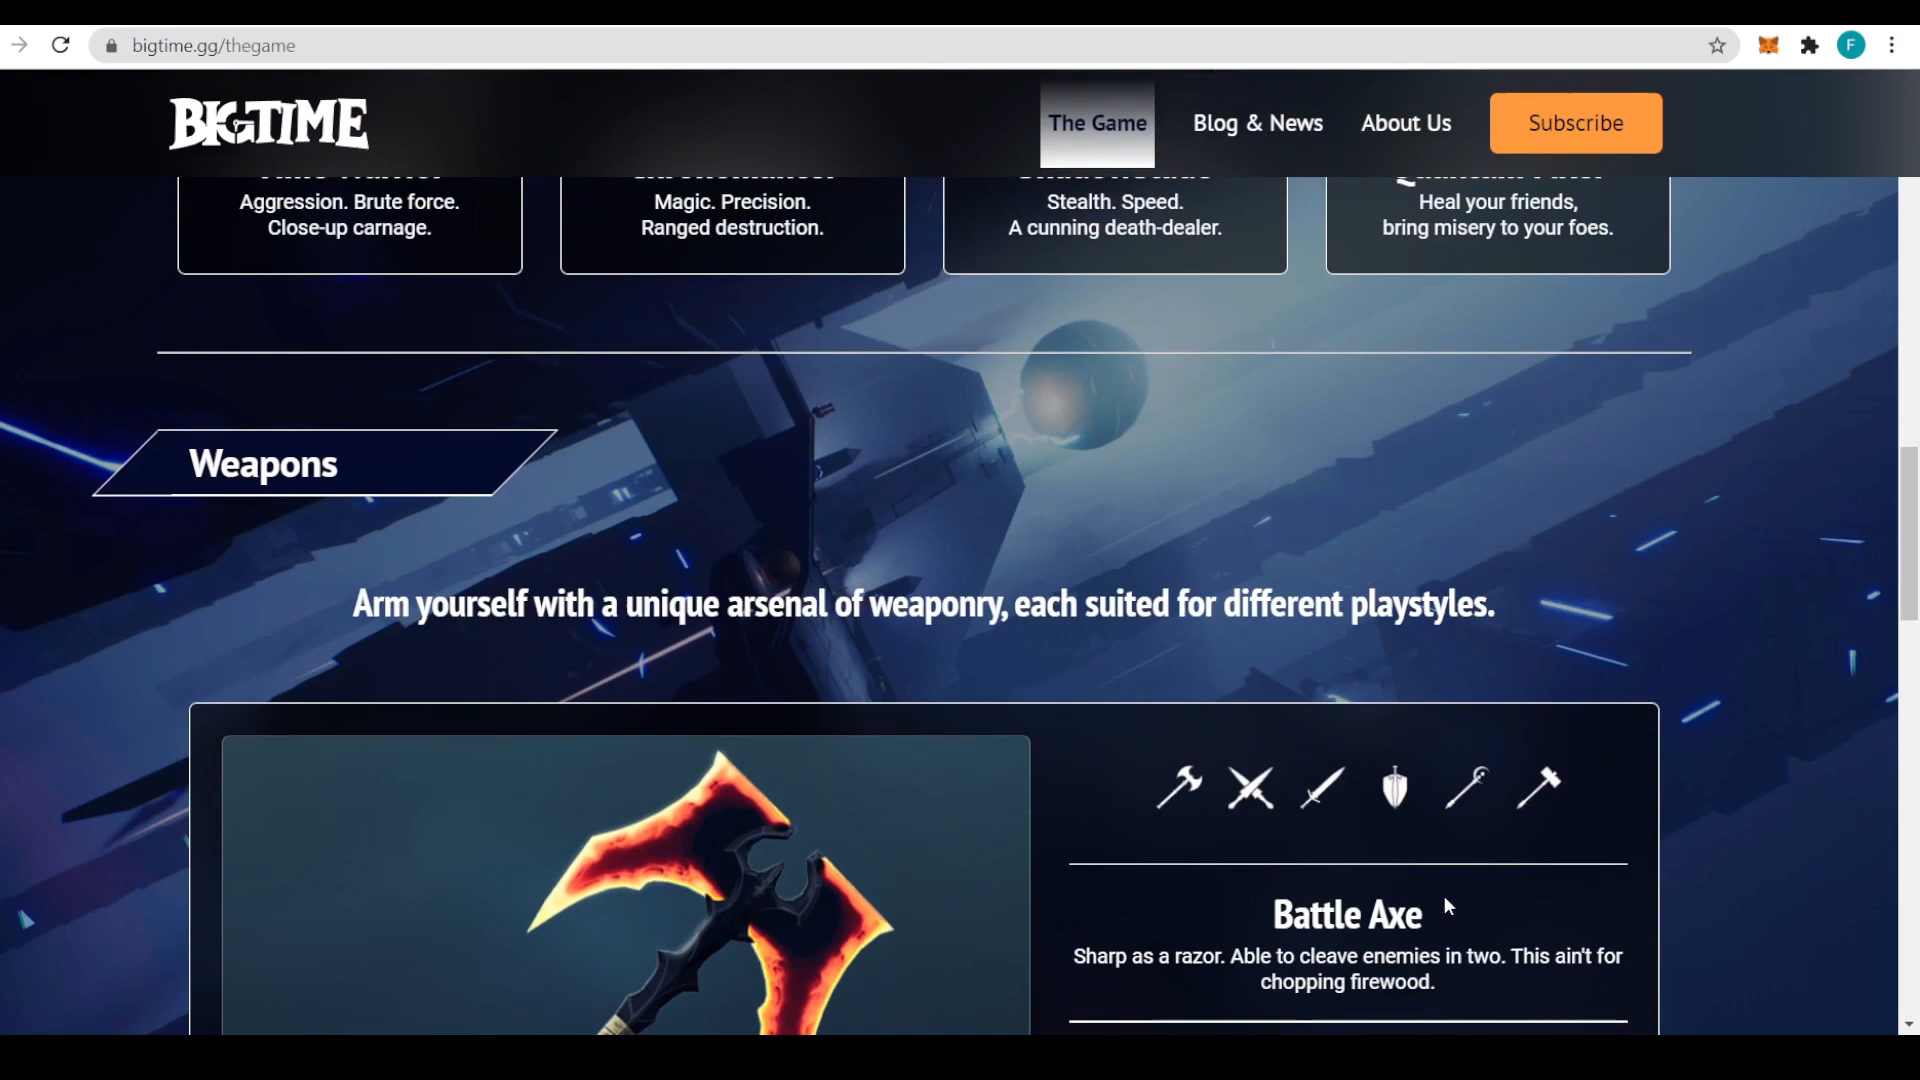 bigtime.gg/thegame
F
BIGTIME
The Game
Blog & News
About Us
Subscribe
Aggression. Brute force.
Close-up carnage.
Magic. Precision.
Ranged destruction.
Stealth. Speed.
A cunning death-dealer.
Heal your friends,
bring misery to your foes.
Weapons
Arm yourself with a unique arsenal of weaponry, each suited for different playstyles.
Battle Axe
Sharp as a razor. Able to cleave enemies in two. This ain't for
chopping firewood.